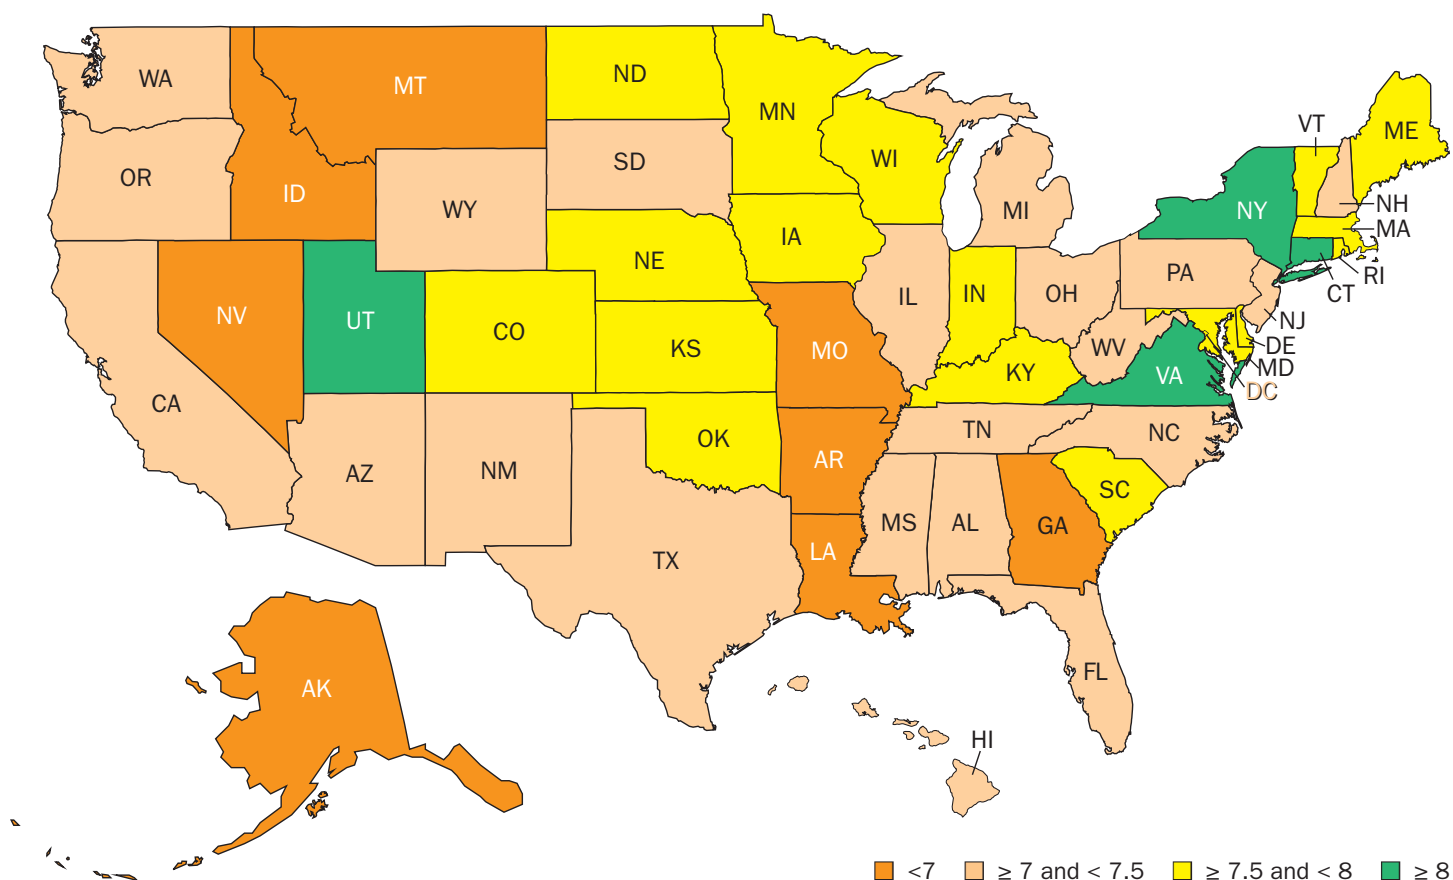 WA
MT
ND
MN
VT
ME
OR
ID
SD
WI
WY
MI
NY
NH
MA
IA
NE
RI
CT
NV
UT
CO
KS
MO
IL
IN
OH
PA
NJ
DE
MD
DC
WV
VA
KY
CA
AZ
NM
OK
AR
TN
NC
SC
MS
AL
GA
TX
LA
FL
AK
HI
<7 ≥ 7 and < 7.5 ≥ 7.5 and < 8 ≥ 8